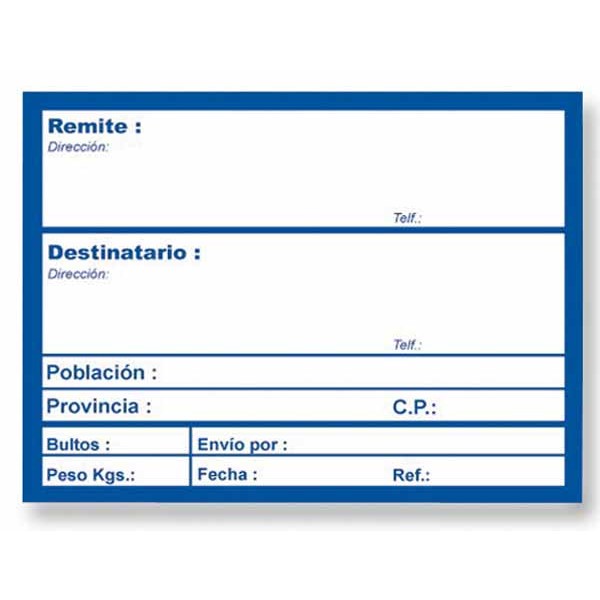 Remite :
Dirección:
Telf.:
Destinatario :
Dirección:
Telf.:
Población :
Provincia : C.P.:
Bultos : Envío por :
Peso Kgs.: Fecha : Ref.: